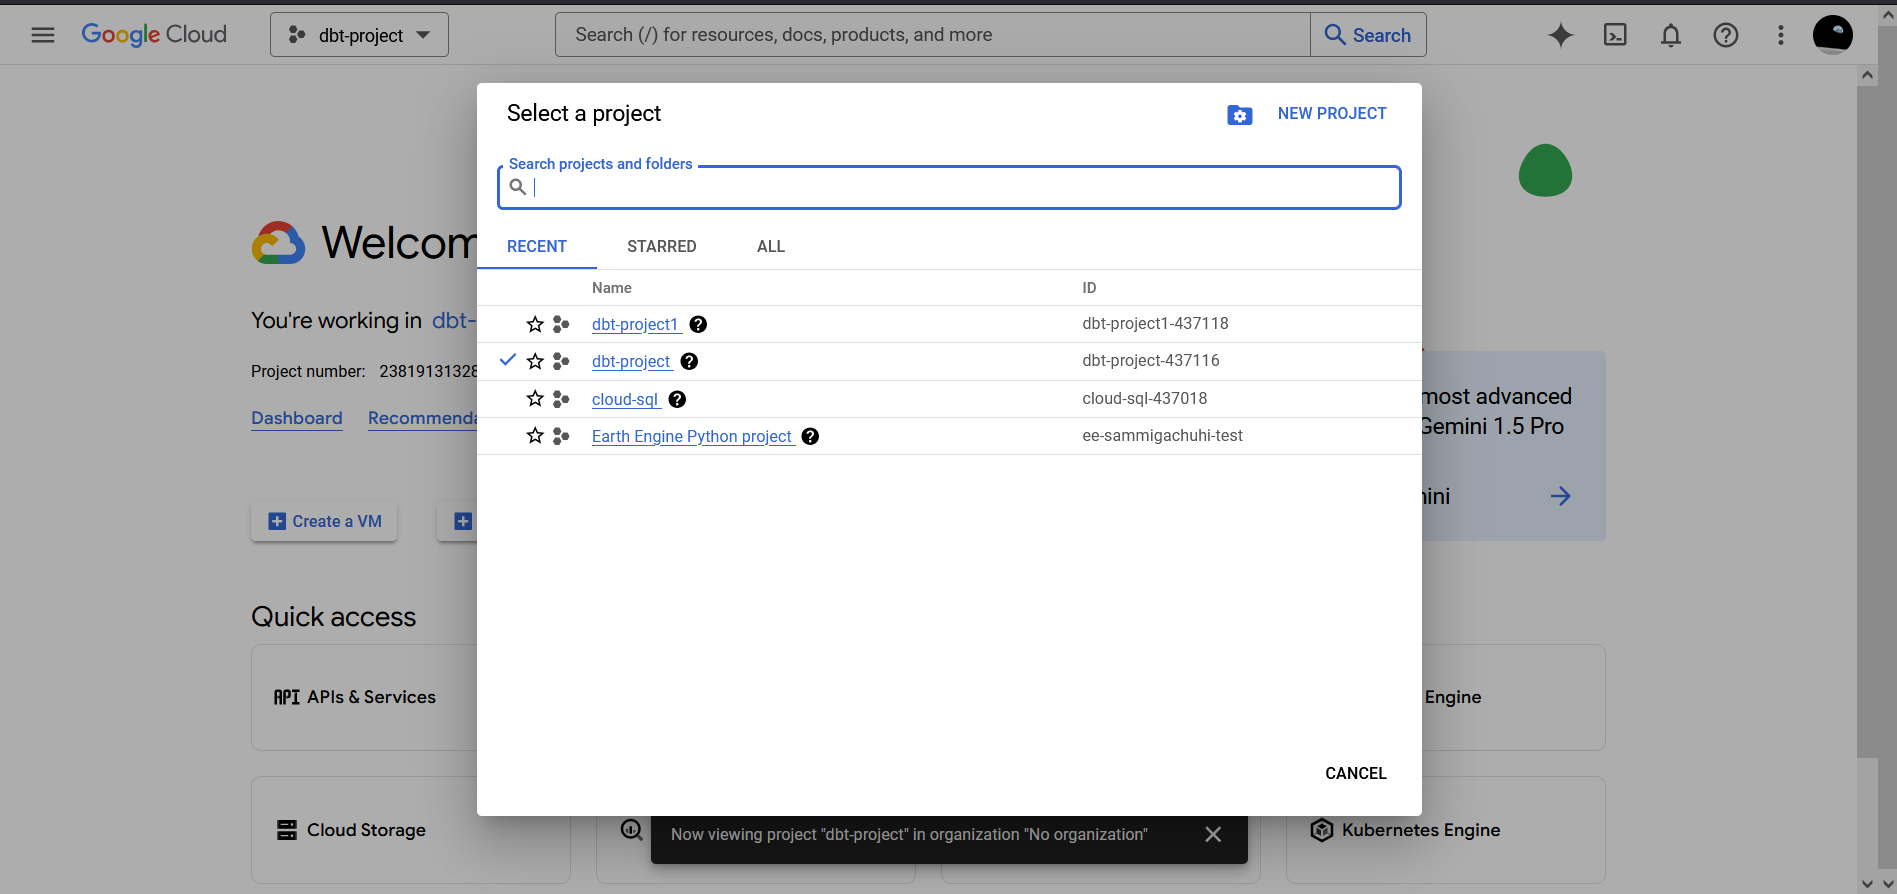 Google Cloud
dbt-project
Search (/) for resources, docs, products, and more
Search
Select a project
NEW PROJECT
Search projects and folders
RECENT
STARRED
ALL
Name
ID
dbt-project1
dbt-project1-437118
dbt-project
dbt-project-437116
cloud-sql
cloud-sql-437018
Earth Engine Python project
ee-sammigachuhi-test
CANCEL
Welcom
You're working in dbt-
Project number: 23819131328
Dashboard
Recommenda
most advanced
Gemini 1.5 Pro
Create a VM
Quick access
API APIs & Services
Engine
Cloud Storage
Now viewing project "dbt-project" in organization "No organization"
Kubernetes Engine